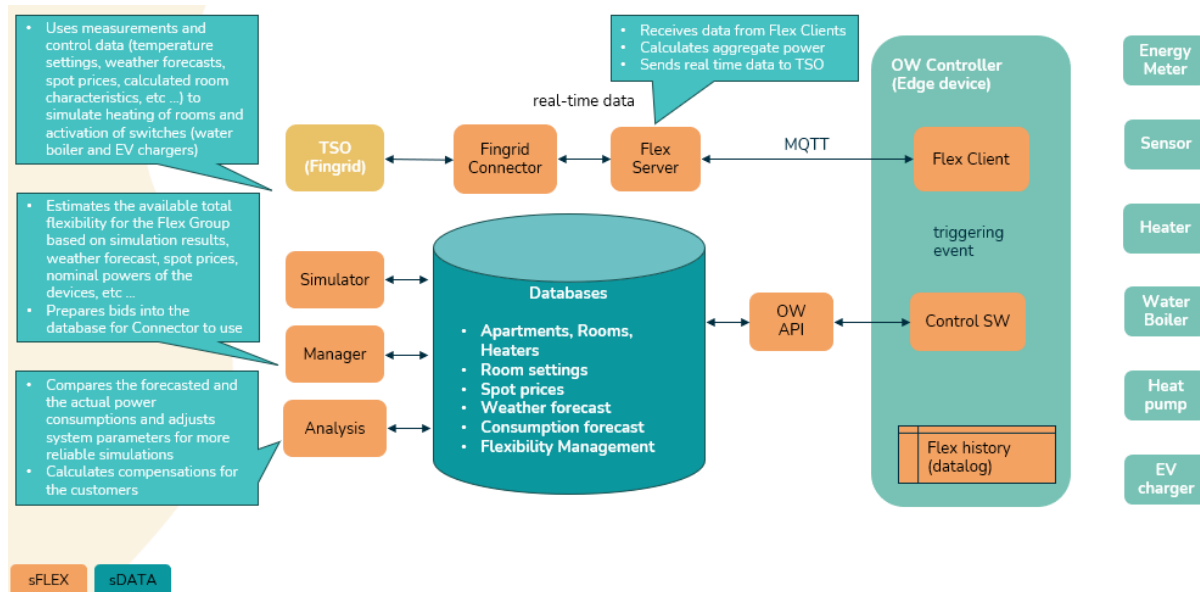 • Uses measurements and
control data (temperature
settings, weather forecasts,
spot prices, calculated room
characteristics, etc ...) to
simulate heating of rooms and
activation of switches (water
boiler and EV chargers)
• Estimates the available total
flexibility for the Flex Group
based on simulation results,
weather forecast, spot prices,
nominal powers of the
devices, etc ...
• Prepares bids into the
database for Connector to use
• Compares the forecasted and
the actual power
consumptions and adjusts
system parameters for more
reliable simulations
• Calculates compensations for
the customers
• Receives data from Flex Clients
• Calculates aggregate power
• Sends real time data to TSO
real-time data
TSO
(Fingrid)
Fingrid
Connector
Flex
Server
MQTT
OW Controller
(Edge device)
Flex Client
triggering
event
Control SW
Flex history
(datalog)
Simulator
Manager
Analysis
Databases
• Apartments, Rooms,
Heaters
• Room settings
• Spot prices
• Weather forecast
• Consumption forecast
• Flexibility Management
OW
API
Energy
Meter
Sensor
Heater
Water
Boiler
Heat
pump
EV
charger
sFLEX
sDATA